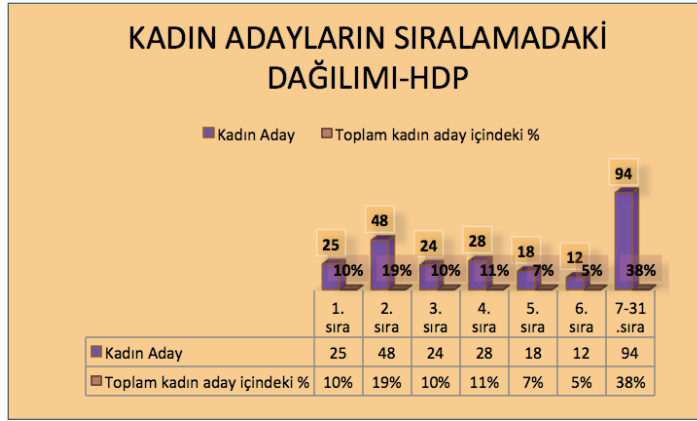 KADIN ADAYLARIN SIRALAMADAKİ
DAĞILIMI-HDP
Kadın Aday Toplam kadın aday içindeki %
25 48 24 28 18 12 94
10% 19% 10% 11% 7% 5% 38%
1. 2. 3. 4. 5. 6. 7-31
sıra sıra sıra sıra sıra sıra .sıra
Kadın Aday 25 48 24 28 18 12 94
Toplam kadın aday içindeki % 10% 19% 10% 11% 7% 5% 38%